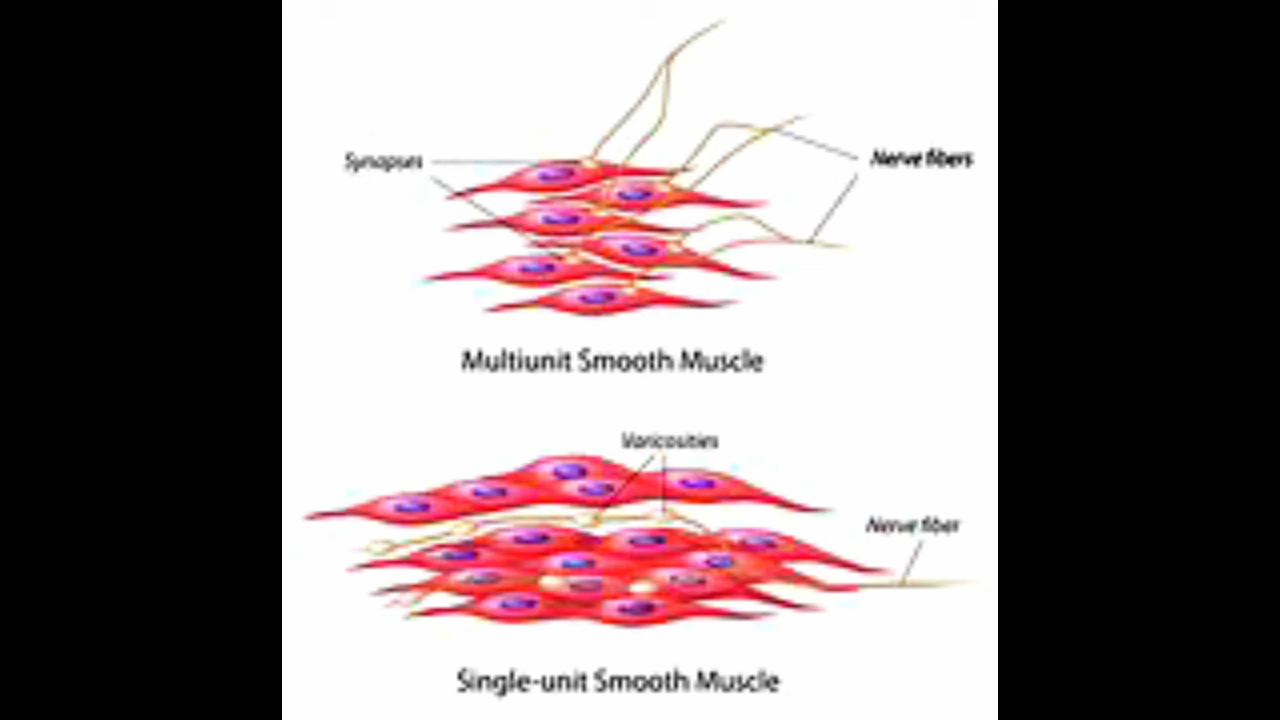 Synapses
Nerve fibers
Multiunit Smooth Muscle
Varicosities
Nerve fiber
Single-unit Smooth Muscle